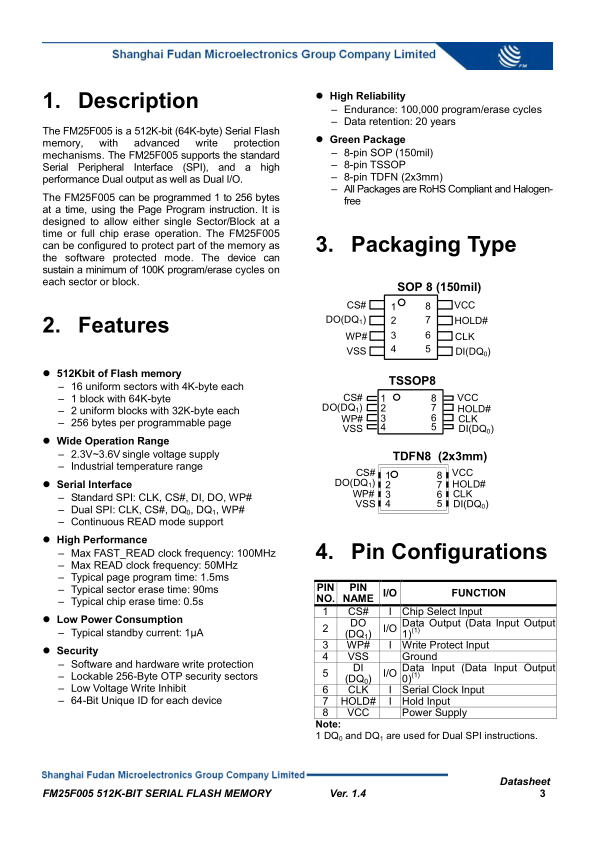 Shanghai Fudan Microelectronics Group Company Limited
FM
1. Description
The FM25F005 is a 512K-bit (64K-byte) Serial Flash
memory, with advanced write protection
mechanisms. The FM25F005 supports the standard
Serial Peripheral Interface (SPI), and a high
performance Dual output as well as Dual I/O.
The FM25F005 can be programmed 1 to 256 bytes
at a time, using the Page Program instruction. It is
designed to allow either single Sector/Block at a
time or full chip erase operation. The FM25F005
can be configured to protect part of the memory as
the software protected mode. The device can
sustain a minimum of 100K program/erase cycles on
each sector or block.
2. Features
● 512Kbit of Flash memory
– 16 uniform sectors with 4K-byte each
– 1 block with 64K-byte
– 2 uniform blocks with 32K-byte each
– 256 bytes per programmable page
● Wide Operation Range
– 2.3V~3.6V single voltage supply
– Industrial temperature range
● Serial Interface
– Standard SPI: CLK, CS#, DI, DO, WP#
– Dual SPI: CLK, CS#, DQ0, DQ1, WP#
– Continuous READ mode support
● High Performance
– Max FAST_READ clock frequency: 100MHz
– Max READ clock frequency: 50MHz
– Typical page program time: 1.5ms
– Typical sector erase time: 90ms
– Typical chip erase time: 0.5s
● Low Power Consumption
– Typical standby current: 1μA
● Security
– Software and hardware write protection
– Lockable 256-Byte OTP security sectors
– Low Voltage Write Inhibit
– 64-Bit Unique ID for each device
● High Reliability
– Endurance: 100,000 program/erase cycles
– Data retention: 20 years
● Green Package
– 8-pin SOP (150mil)
– 8-pin TSSOP
– 8-pin TDFN (2x3mm)
– All Packages are RoHS Compliant and Halogen-
free
3. Packaging Type
SOP 8 (150mil)
CS# 1 8 VCC
DO(DQ1) 2 7 HOLD#
WP# 3 6 CLK
VSS 4 5 DI(DQ0)
TSSOP8
CS# 1 8 VCC
DO(DQ1) 2 7 HOLD#
WP# 3 6 CLK
VSS 4 5 DI(DQ0)
TDFN8 (2x3mm)
CS# 1 8 VCC
DO(DQ1) 2 7 HOLD#
WP# 3 6 CLK
VSS 4 5 DI(DQ0)
4. Pin Configurations
PIN NO. PIN NAME I/O FUNCTION
1 CS# I Chip Select Input
2 DO (DQ1) I/O Data Output (Data Input Output 1)(1)
3 WP# I Write Protect Input
4 VSS Ground
5 DI (DQ0) I/O Data Input (Data Input Output 0)(1)
6 CLK I Serial Clock Input
7 HOLD# I Hold Input
8 VCC Power Supply
Note:
1 DQ0 and DQ1 are used for Dual SPI instructions.
Shanghai Fudan Microelectronics Group Company Limited
Datasheet
FM25F005 512K-BIT SERIAL FLASH MEMORY Ver. 1.4 3